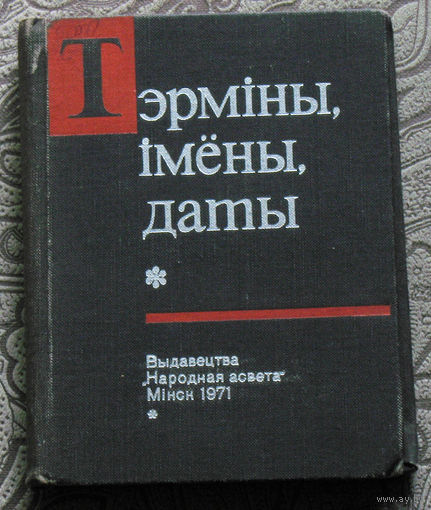 Тэрміны,
імёны,
даты
*
Выдавецтва
„Народная асвета“
Мінск 1971
*